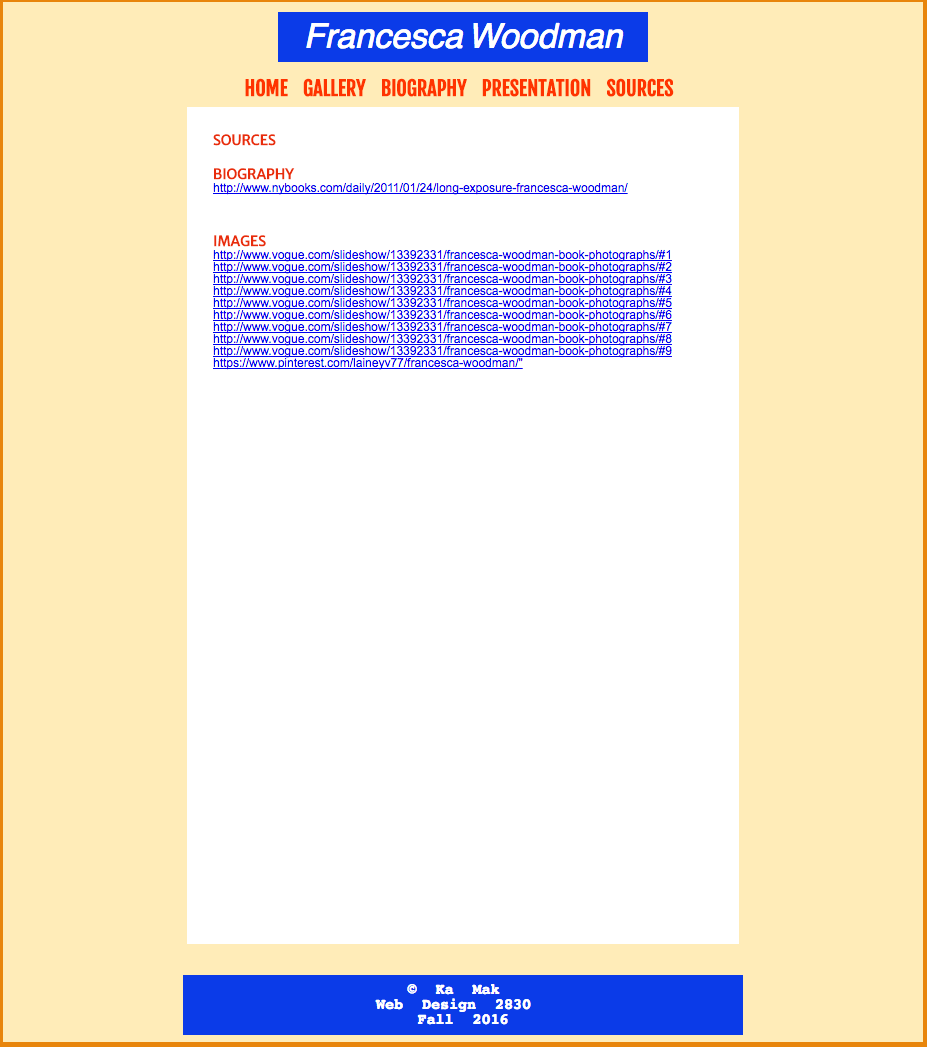 Francesca Woodman
HOME GALLERY BIOGRAPHY PRESENTATION SOURCES
SOURCES
BIOGRAPHY
http://www.nybooks.com/daily/2011/01/24/long-exposure-francesca-woodman/
IMAGES
http://www.vogue.com/slideshow/13392331/francesca-woodman-book-photographs/#1
http://www.vogue.com/slideshow/13392331/francesca-woodman-book-photographs/#2
http://www.vogue.com/slideshow/13392331/francesca-woodman-book-photographs/#3
http://www.vogue.com/slideshow/13392331/francesca-woodman-book-photographs/#4
http://www.vogue.com/slideshow/13392331/francesca-woodman-book-photographs/#5
http://www.vogue.com/slideshow/13392331/francesca-woodman-book-photographs/#6
http://www.vogue.com/slideshow/13392331/francesca-woodman-book-photographs/#7
http://www.vogue.com/slideshow/13392331/francesca-woodman-book-photographs/#8
http://www.vogue.com/slideshow/13392331/francesca-woodman-book-photographs/#9
https://www.pinterest.com/laineyv77/francesca-woodman/"
© Ka Mak
Web Design 2830
Fall 2016